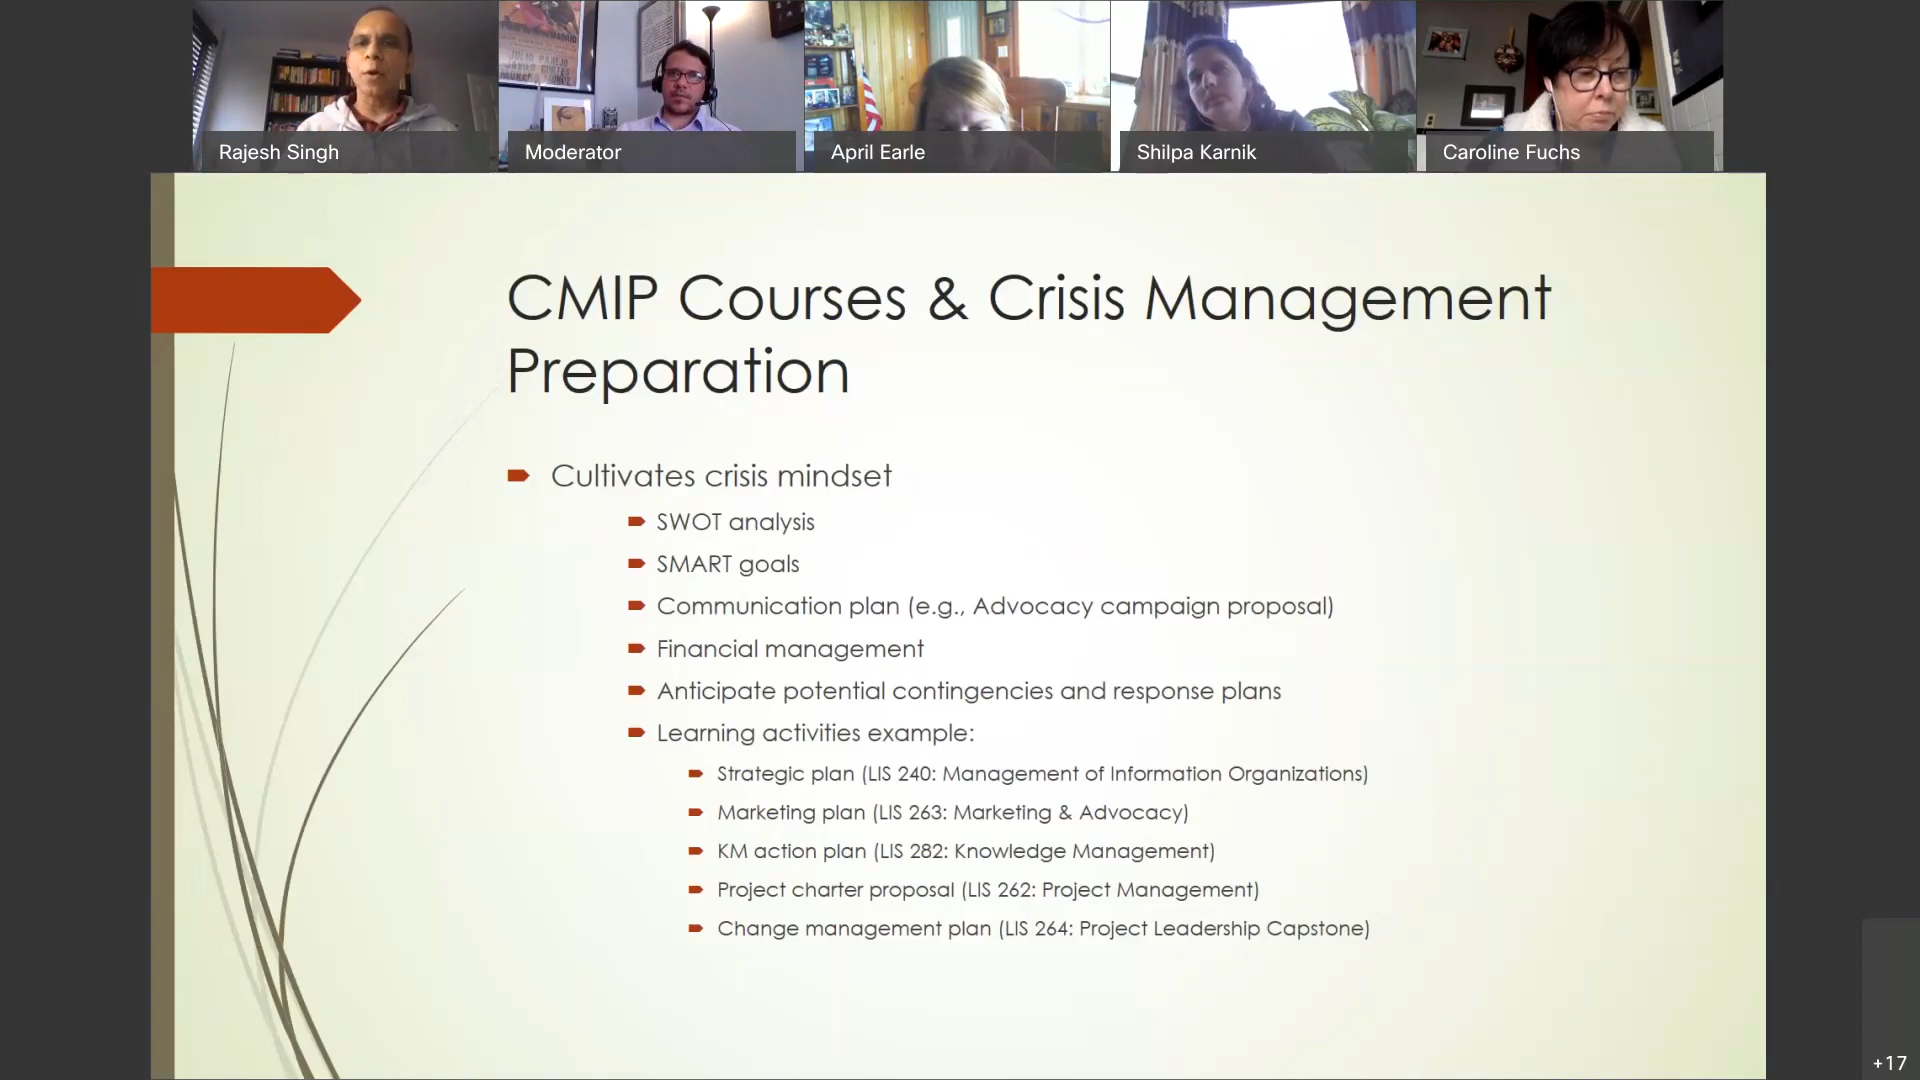 Rajesh Singh
Moderator
April Earle
Shilpa Karnik
Caroline Fuchs
CMIP Courses & Crisis Management
Preparation
Cultivates crisis mindset
SWOT analysis
SMART goals
Communication plan (e.g., Advocacy campaign proposal)
Financial management
Anticipate potential contingencies and response plans
Learning activities example:
Strategic plan (LIS 240: Management of Information Organizations)
Marketing plan (LIS 263: Marketing & Advocacy)
KM action plan (LIS 282: Knowledge Management)
Project charter proposal (LIS 262: Project Management)
Change management plan (LIS 264: Project Leadership Capstone)
+17